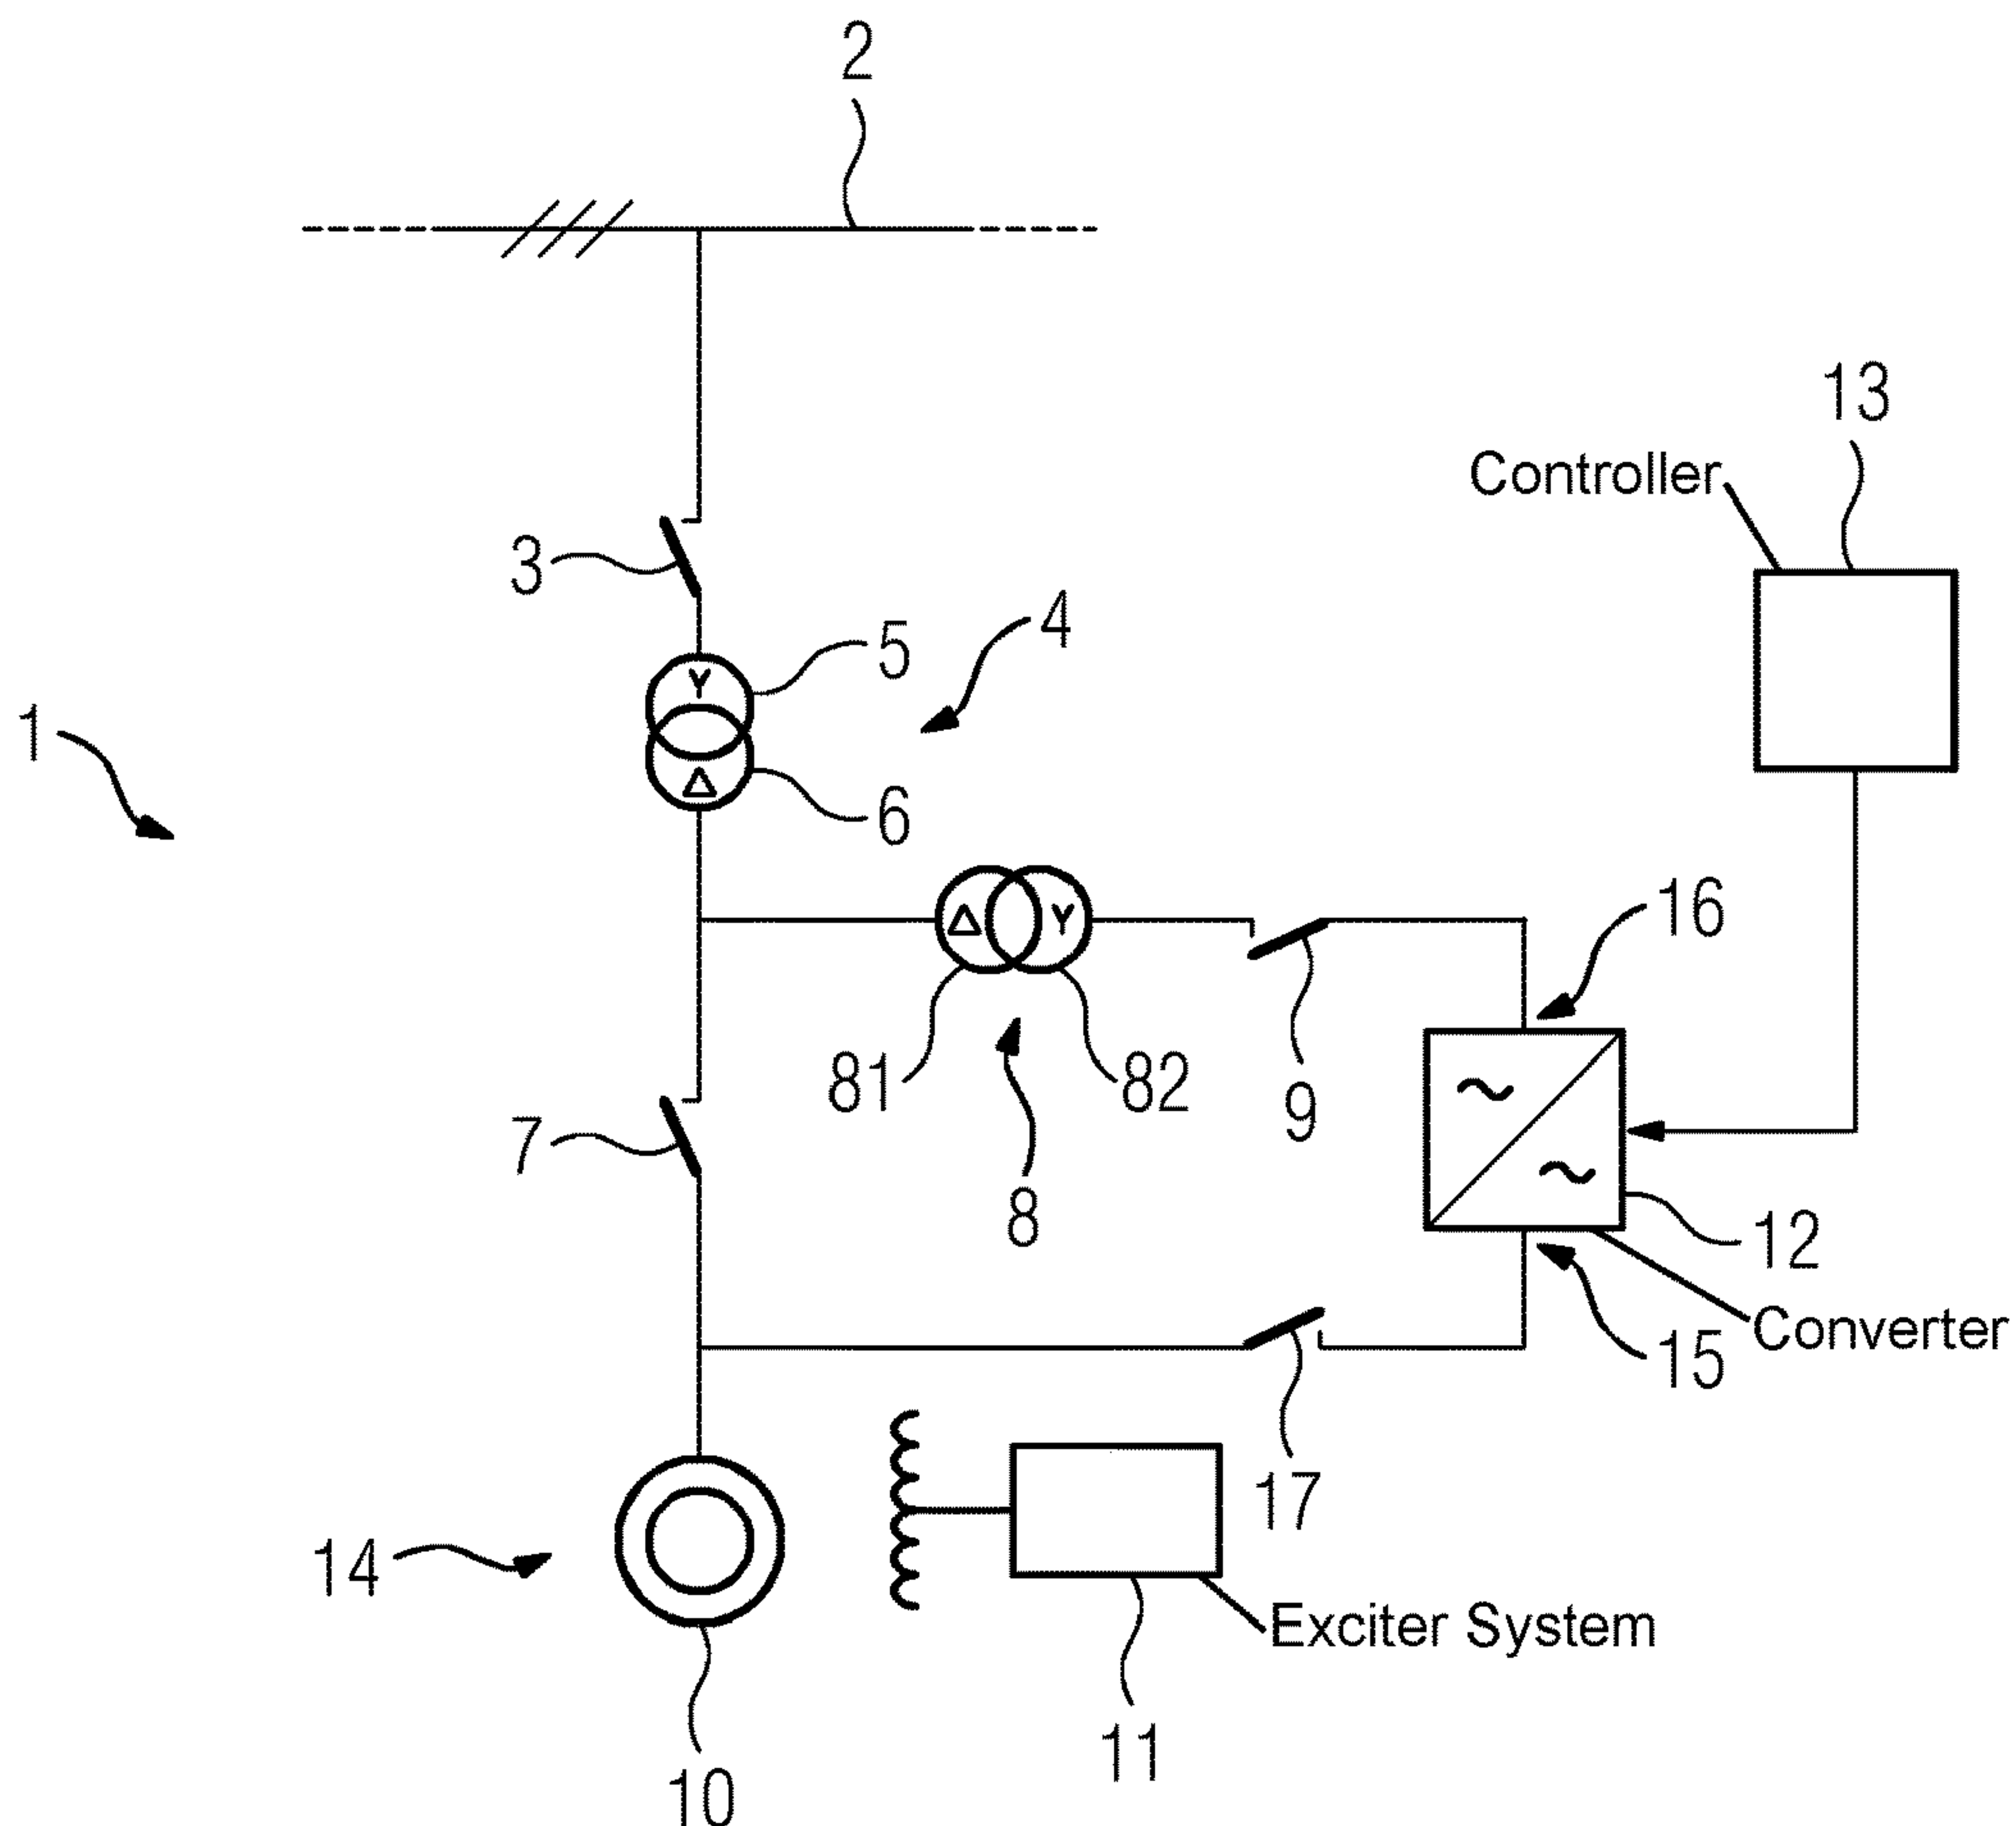 2
13
Controller
3
4
5
Y
1
Δ
6
16
Δ
Y
81
82
9
7
8
12
Converter
15
17
14
Exciter System
11
10